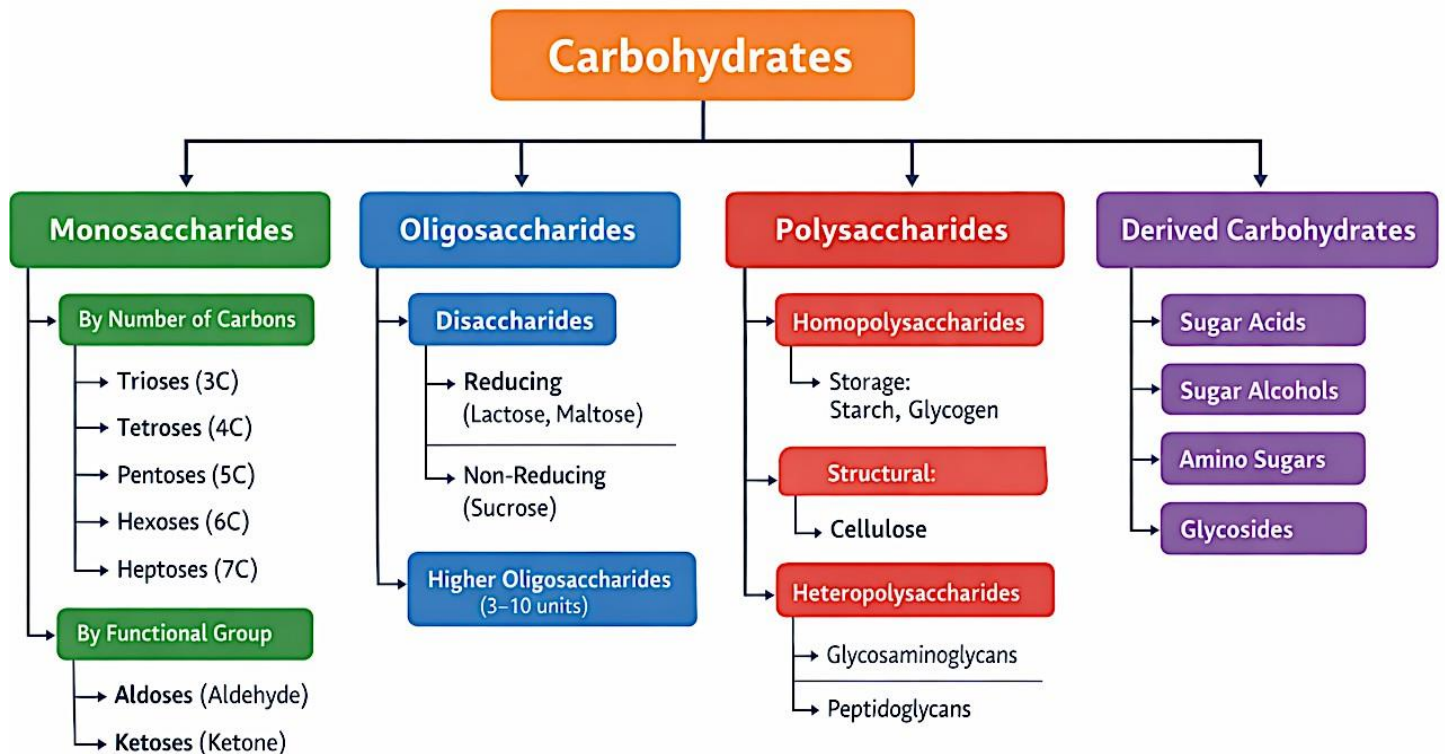 Carbohydrates
Monosaccharides
By Number of Carbons
Trioses (3C)
Tetroses (4C)
Pentoses (5C)
Hexoses (6C)
Heptoses (7C)
By Functional Group
Aldoses (Aldehyde)
Ketoses (Ketone)
Oligosaccharides
Disaccharides
Reducing
(Lactose, Maltose)
Non-Reducing
(Sucrose)
Higher Oligosaccharides
(3–10 units)
Polysaccharides
Homopolysaccharides
Storage:
Starch, Glycogen
Structural:
Cellulose
Heteropolysaccharides
Glycosaminoglycans
Peptidoglycans
Derived Carbohydrates
Sugar Acids
Sugar Alcohols
Amino Sugars
Glycosides